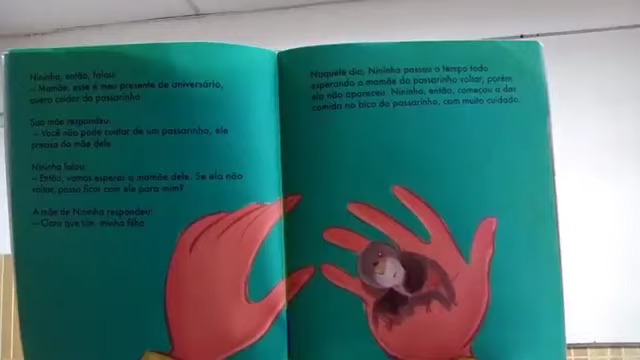 Nininha, então, falou:
– Mamãe, esse é meu presente de aniversário,
quero cuidar do passarinho
Sua mãe respondeu:
– Você não pode cuidar de um passarinho, ele
precisa da mãe dele
Nininha falou:
– Então, vamos esperar a mamãe dele. Se ela não
voltar, posso ficar com ele para mim?
A mãe de Nininha respondeu:
– Claro que sim, minha filha
Naquele dia, Nininha passou o tempo todo
esperando a mamãe do passarinho voltar, porém
ela não apareceu. Nininha, então, começou a dar
comida no bico do passarinho, com muito cuidado.